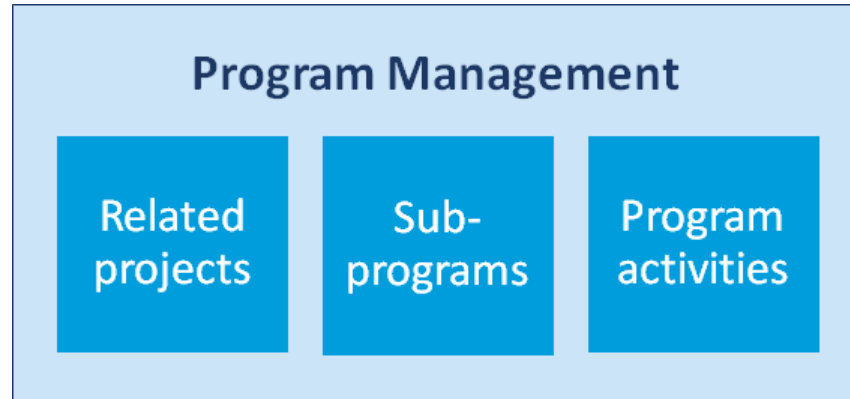 Program Management
Related
projects
Sub-
programs
Program
activities